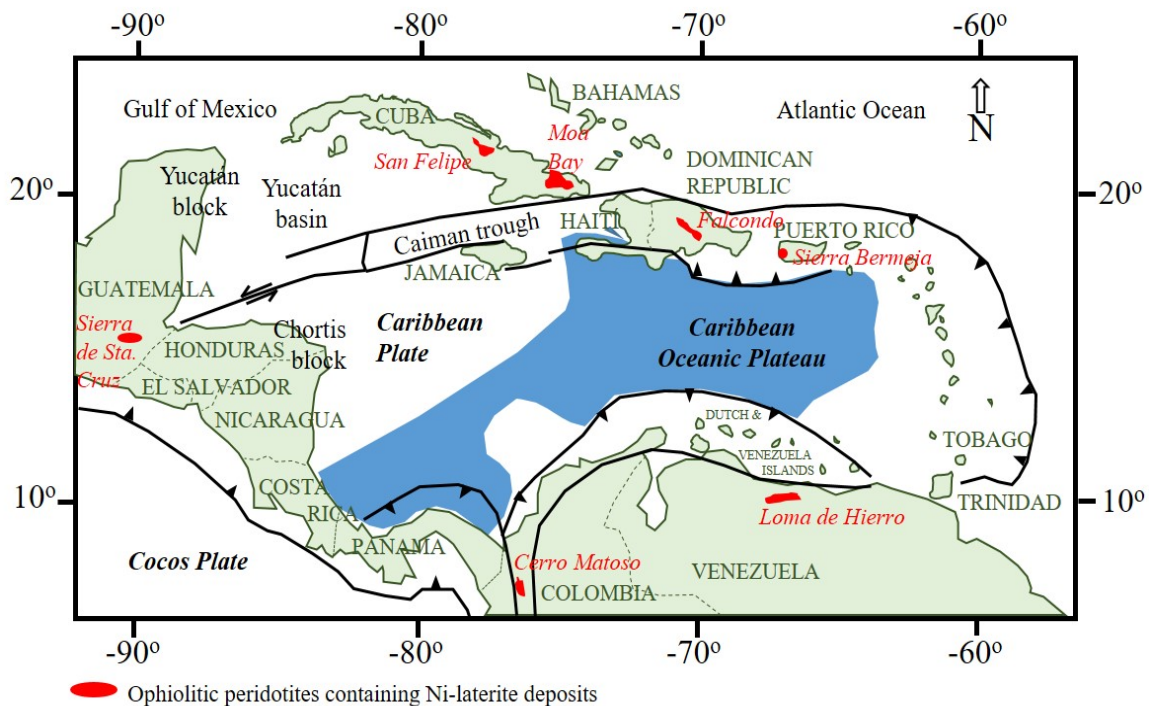 -90º
-80º
-70º
-60º
Gulf of Mexico
BAHAMAS
Atlantic Ocean
N
CUBA
San Felipe
Moa
Bay
DOMINICAN
REPUBLIC
20º
20º
Yucatán
block
Yucatán
basin
Caiman trough
HAITÍ
Falcondo
PUERTO RICO
Sierra Bermeja
JAMAICA
GUATEMALA
Sierra
de Sta.
Cruz
HONDURAS
Chortis
block
Caribbean
Plate
Caribbean
Oceanic Plateau
EL SALVADOR
NICARAGUA
DUTCH &
VENEZUELA
ISLANDS
TOBAGO
TRINIDAD
COSTA
RICA
10º
10º
Loma de Hierro
PANAMA
Cocos Plate
Cerro Matoso
COLOMBIA
VENEZUELA
-90º
-80º
-70º
-60º
Ophiolitic peridotites containing Ni-laterite deposits